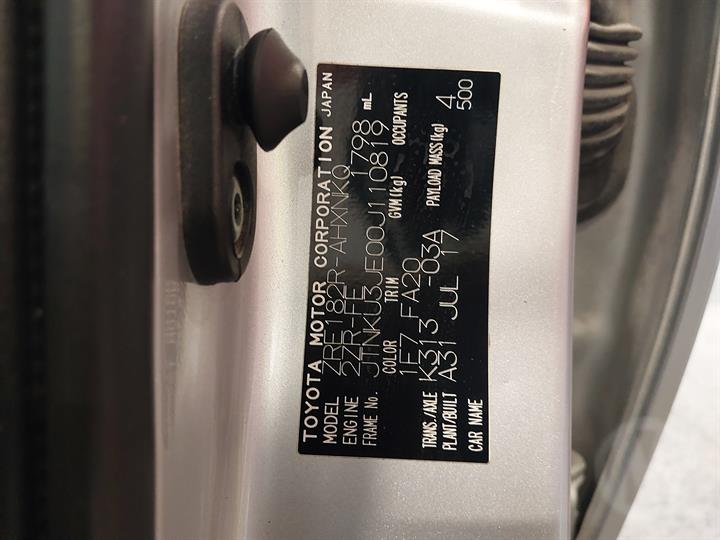 TOYOTA MOTOR CORPORATION JAPAN
MODEL ZRE182R-AHXNKQ
ENGINE 2ZR-FE 1798 mL
FRAME No. JTNKU3JE00J110819
COLOR TRIM GVM(kg) OCCUPANTS
1F7 FA20 4
TRANS./AXLE K313 -03A PAYLOAD MASS(kg) 500
PLANT/BUILT A31 JUL 17
CAR NAME